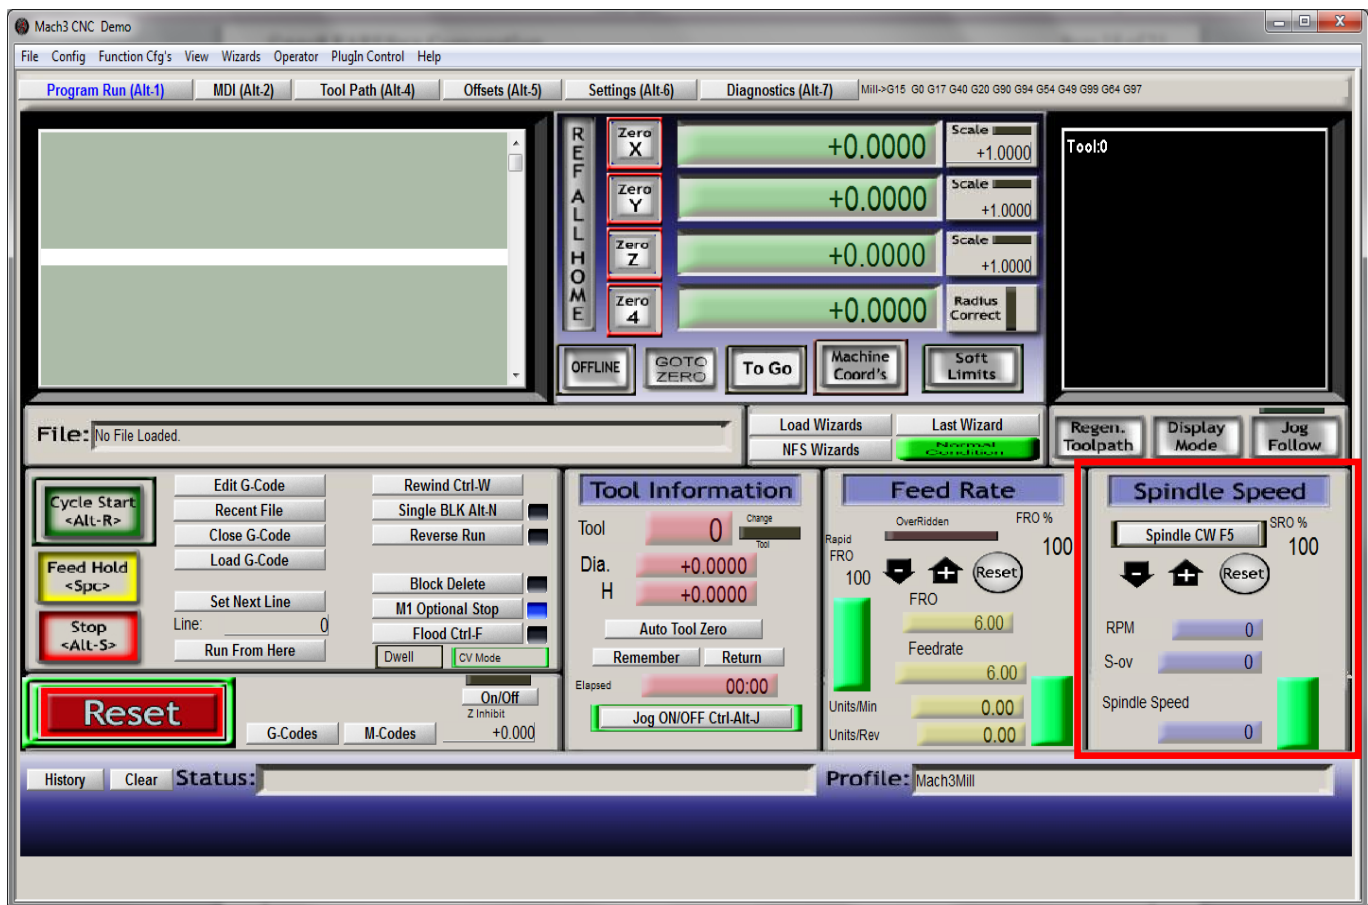 Mach3 CNC Demo
File Config Function Cfg's View Wizards Operator PlugIn Control Help
Program Run (Alt-1) MDI (Alt-2) Tool Path (Alt-4) Offsets (Alt-5) Settings (Alt-6) Diagnostics (Alt-7) Mill->G15 G0 G17 G40 G20 G90 G94 G54 G49 G99 G64 G97
REF ALL HOME
Zero X +0.0000 Scale +1.0000
Zero Y +0.0000 Scale +1.0000
Zero Z +0.0000 Scale +1.0000
Zero 4 +0.0000 Radius Correct
OFFLINE GOTO ZERO To Go Machine Coord's Soft Limits
Tool:0
File: No File Loaded.
Load Wizards Last Wizard
NFS Wizards Normal Condition
Regen. Toolpath Display Mode Jog Follow
Cycle Start <Alt-R>
Feed Hold <Spc>
Stop <Alt-S>
Edit G-Code
Recent File
Close G-Code
Load G-Code
Set Next Line
Line: 0
Run From Here
Rewind Ctrl-W
Single BLK Alt-N
Reverse Run
Block Delete
M1 Optional Stop
Flood Ctrl-F
Dwell CV Mode
Reset
G-Codes M-Codes
On/Off
Z Inhibit
+0.000
Tool Information
Tool 0 Change Tool
Dia. +0.0000
H +0.0000
Auto Tool Zero
Remember Return
Elapsed 00:00
Jog ON/OFF Ctrl-Alt-J
Feed Rate
OverRidden FRO %
100
Rapid FRO
100
Reset
FRO
6.00
Feedrate
6.00
Units/Min 0.00
Units/Rev 0.00
Spindle Speed
Spindle CW F5 SRO %
100
Reset
RPM 0
S-ov 0
Spindle Speed
0
History Clear Status:
Profile: Mach3Mill